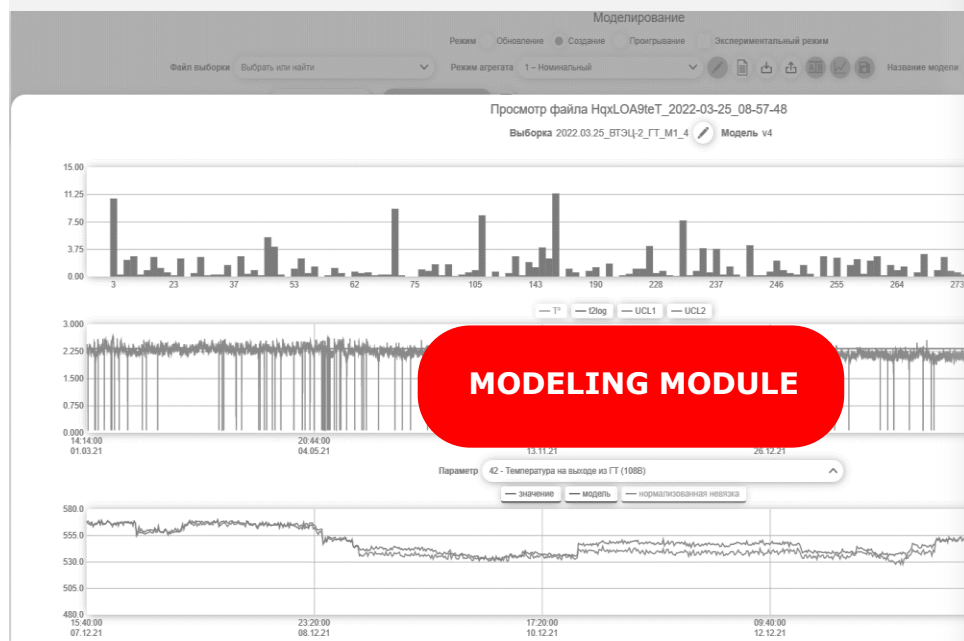 Моделирование
Режим Обновление Создание Проигрывание Экспериментальный режим
Файл выборки Выбрать или найти Режим агрегата 1 – Номинальный Название модели
Просмотр файла HqxLOA9teT_2022-03-25_08-57-48
Выборка 2022.03.25_ВТЭЦ-2_ГТ_М1_4 Модель v4
15.00
11.25
7.50
3.75
0.00
3 23 37 53 62 75 105 143 190 228 237 246 255 264 273
T² t2log UCL1 UCL2
3.000
2.250
1.500
0.750
0.000
14:14:00 20:44:00
01.03.21 04.05.21 13.11.21 26.12.21
MODELING MODULE
Параметр 42 - Температура на выходе из ГТ (108В)
значение модель нормализованная невязка
580.0
555.0
530.0
505.0
480.0
15:40:00 23:20:00 17:20:00 09:40:00
07.12.21 08.12.21 10.12.21 12.12.21